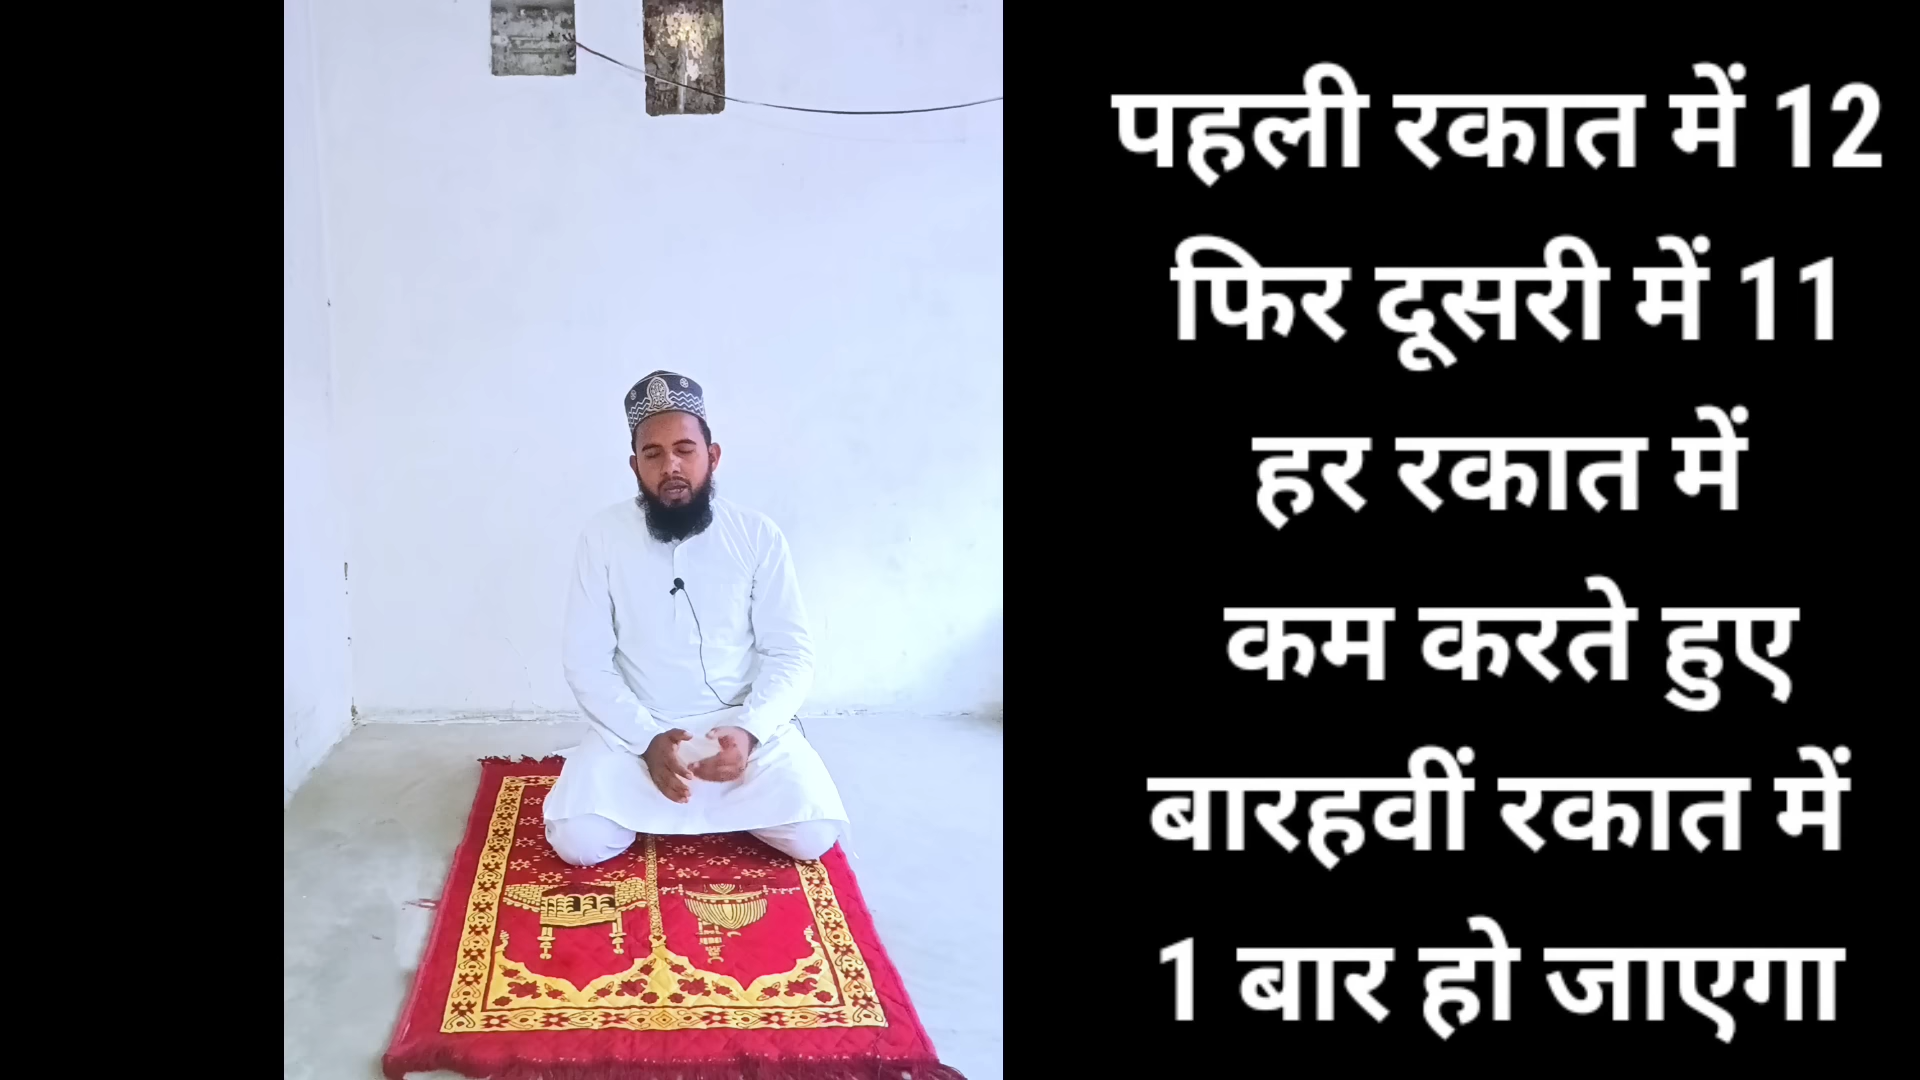 पहली रकात में 12
फिर दूसरी में 11
हर रकात में
कम करते हुए
बारहवीं रकात में
1 बार हो जाएगा